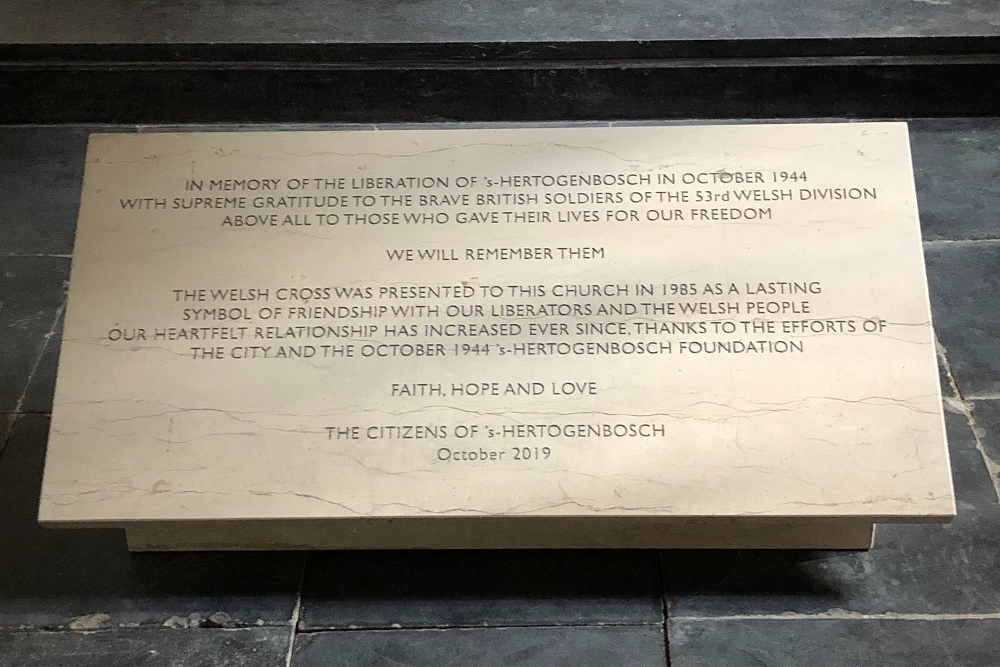 IN MEMORY OF THE LIBERATION OF 's-HERTOGENBOSCH IN OCTOBER 1944
WITH SUPREME GRATITUDE TO THE BRAVE BRITISH SOLDIERS OF THE 53rd WELSH DIVISION
ABOVE ALL TO THOSE WHO GAVE THEIR LIVES FOR OUR FREEDOM
WE WILL REMEMBER THEM
THE WELSH CROSS WAS PRESENTED TO THIS CHURCH IN 1985 AS A LASTING
SYMBOL OF FRIENDSHIP WITH OUR LIBERATORS AND THE WELSH PEOPLE
OUR HEARTFELT RELATIONSHIP HAS INCREASED EVER SINCE, THANKS TO THE EFFORTS OF
THE CITY AND THE OCTOBER 1944 's-HERTOGENBOSCH FOUNDATION
FAITH, HOPE AND LOVE
THE CITIZENS OF 's-HERTOGENBOSCH
October 2019